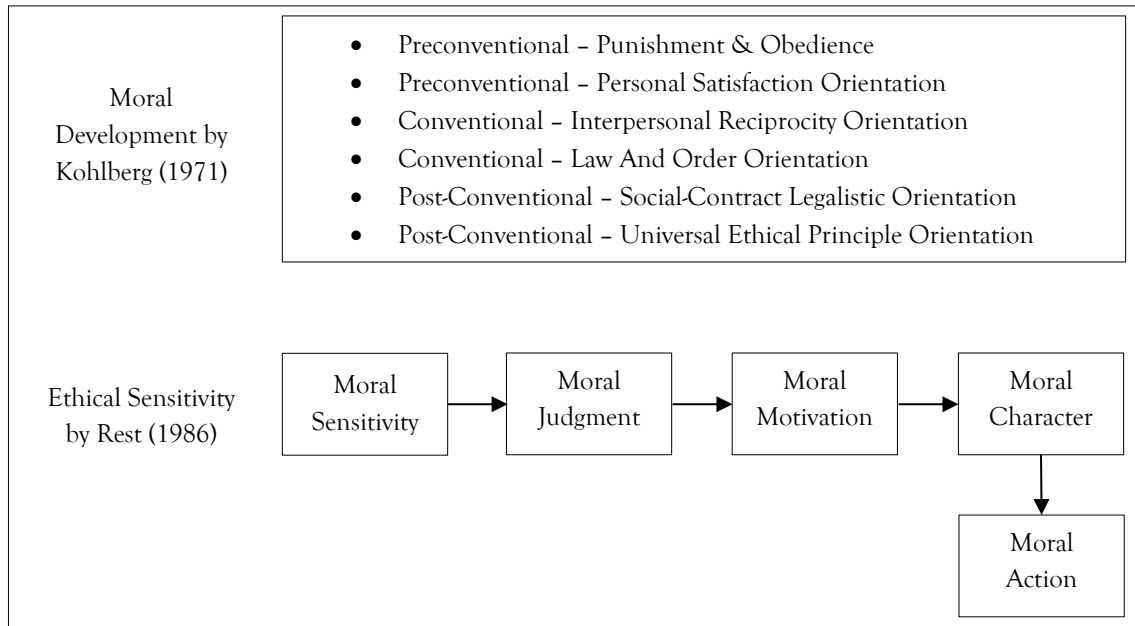 Moral
Development by
Kohlberg (1971)
• Preconventional – Punishment & Obedience
• Preconventional – Personal Satisfaction Orientation
• Conventional – Interpersonal Reciprocity Orientation
• Conventional – Law And Order Orientation
• Post-Conventional – Social-Contract Legalistic Orientation
• Post-Conventional – Universal Ethical Principle Orientation
Ethical Sensitivity
by Rest (1986)
Moral
Sensitivity
Moral
Judgment
Moral
Motivation
Moral
Character
Moral
Action